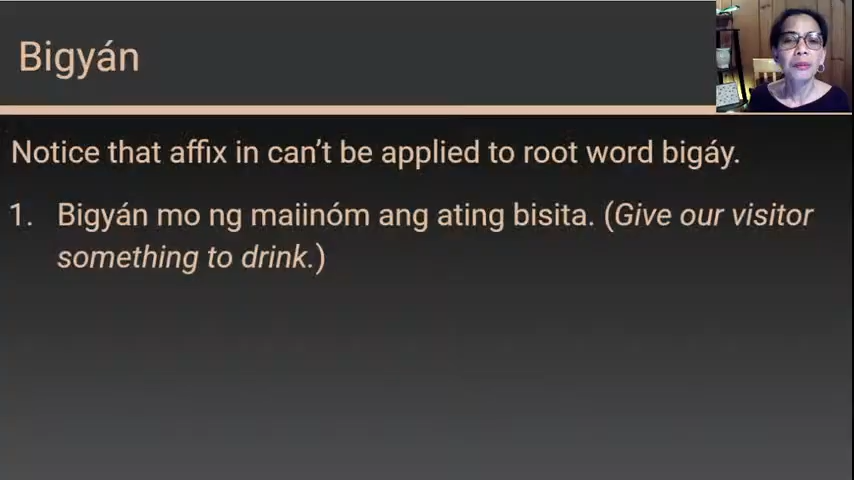 Bigyán
Notice that affix in can't be applied to root word bigáy.
1. Bigyán mo ng maiinóm ang ating bisita. (Give our visitor
something to drink.)